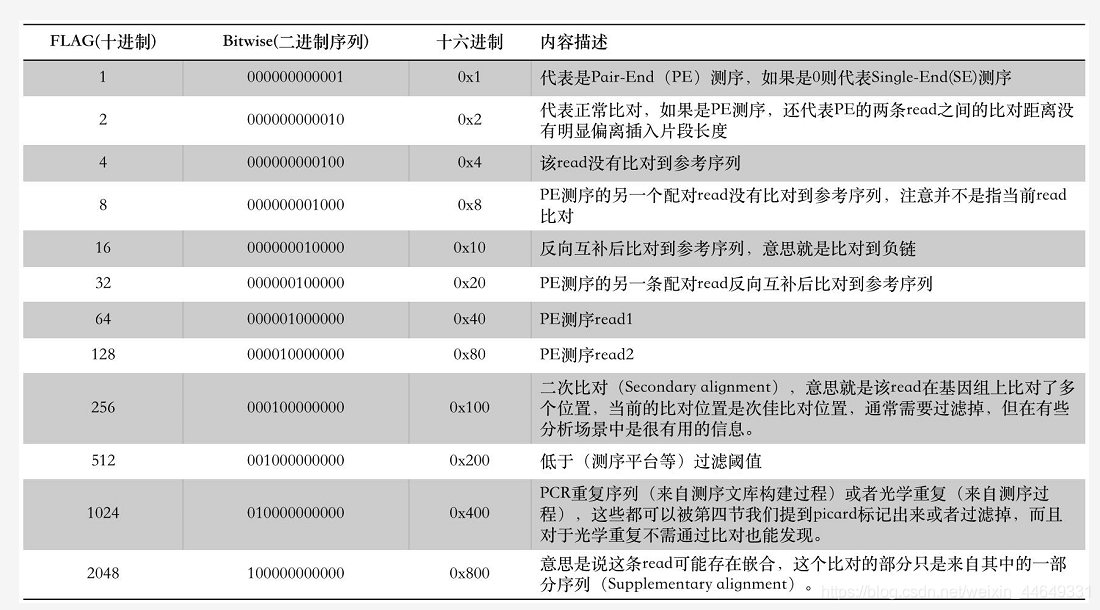 FLAG(十进制) Bitwise(二进制序列) 十六进制 内容描述
1 000000000001 0x1 代表是Pair-End（PE）测序，如果是0则代表Single-End(SE)测序
2 000000000010 0x2 代表正常比对，如果是PE测序，还代表PE的两条read之间的比对距离没
有明显偏离插入片段长度
4 000000000100 0x4 该read没有比对到参考序列
8 000000001000 0x8 PE测序的另一个配对read没有比对到参考序列，注意并不是指当前read
比对
16 000000010000 0x10 反向互补后比对到参考序列，意思就是比对到负链
32 000000100000 0x20 PE测序的另一条配对read反向互补后比对到参考序列
64 000001000000 0x40 PE测序read1
128 000010000000 0x80 PE测序read2
256 000100000000 0x100 二次比对（Secondary alignment），意思就是该read在基因组上比对了多
个位置，当前的比对位置是次佳比对位置，通常需要过滤掉，但在有些
分析场景中是很有用的信息。
512 001000000000 0x200 低于（测序平台等）过滤阈值
1024 010000000000 0x400 PCR重复序列（来自测序文库构建过程）或者光学重复（来自测序过
程），这些都可以被第四节我们提到picard标记出来或者过滤掉，而且
对于光学重复不需通过比对也能发现。
2048 100000000000 0x800 意思是说这条read可能存在嵌合，这个比对的部分只是来自其中的一部
分序列（Supplementary alignment）。
https://blog.csdn.net/weixin_44649331